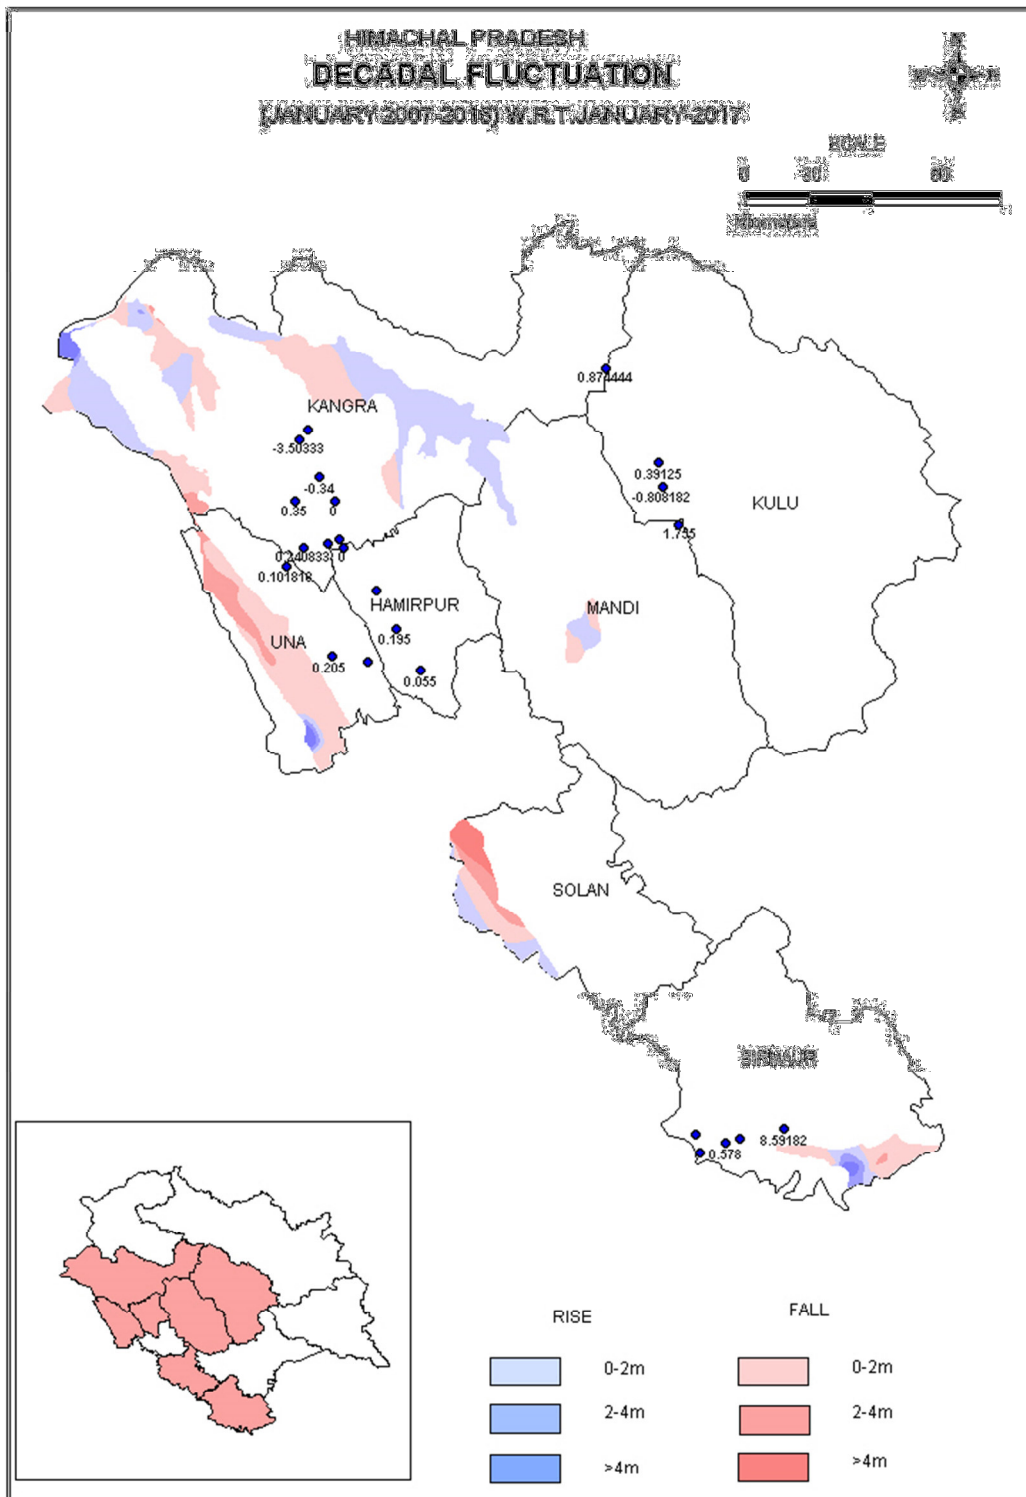 HIMACHAL PRADESH
DECADAL FLUCTUATION
(JANUARY 2007-2016) W.R.T. JANUARY-2017
SCALE
0 30 60
Kilometers
KANGRA
-3.50333
-0.34
0.35 0
0.240833 0
0.101818
0.874444
0.39125
-0.808182
1.735
KULU
HAMIRPUR
0.195
0.055
UNA
0.205
MANDI
SOLAN
SIRMAUR
8.59182
0.578
RISE FALL
0-2m 0-2m
2-4m 2-4m
>4m >4m